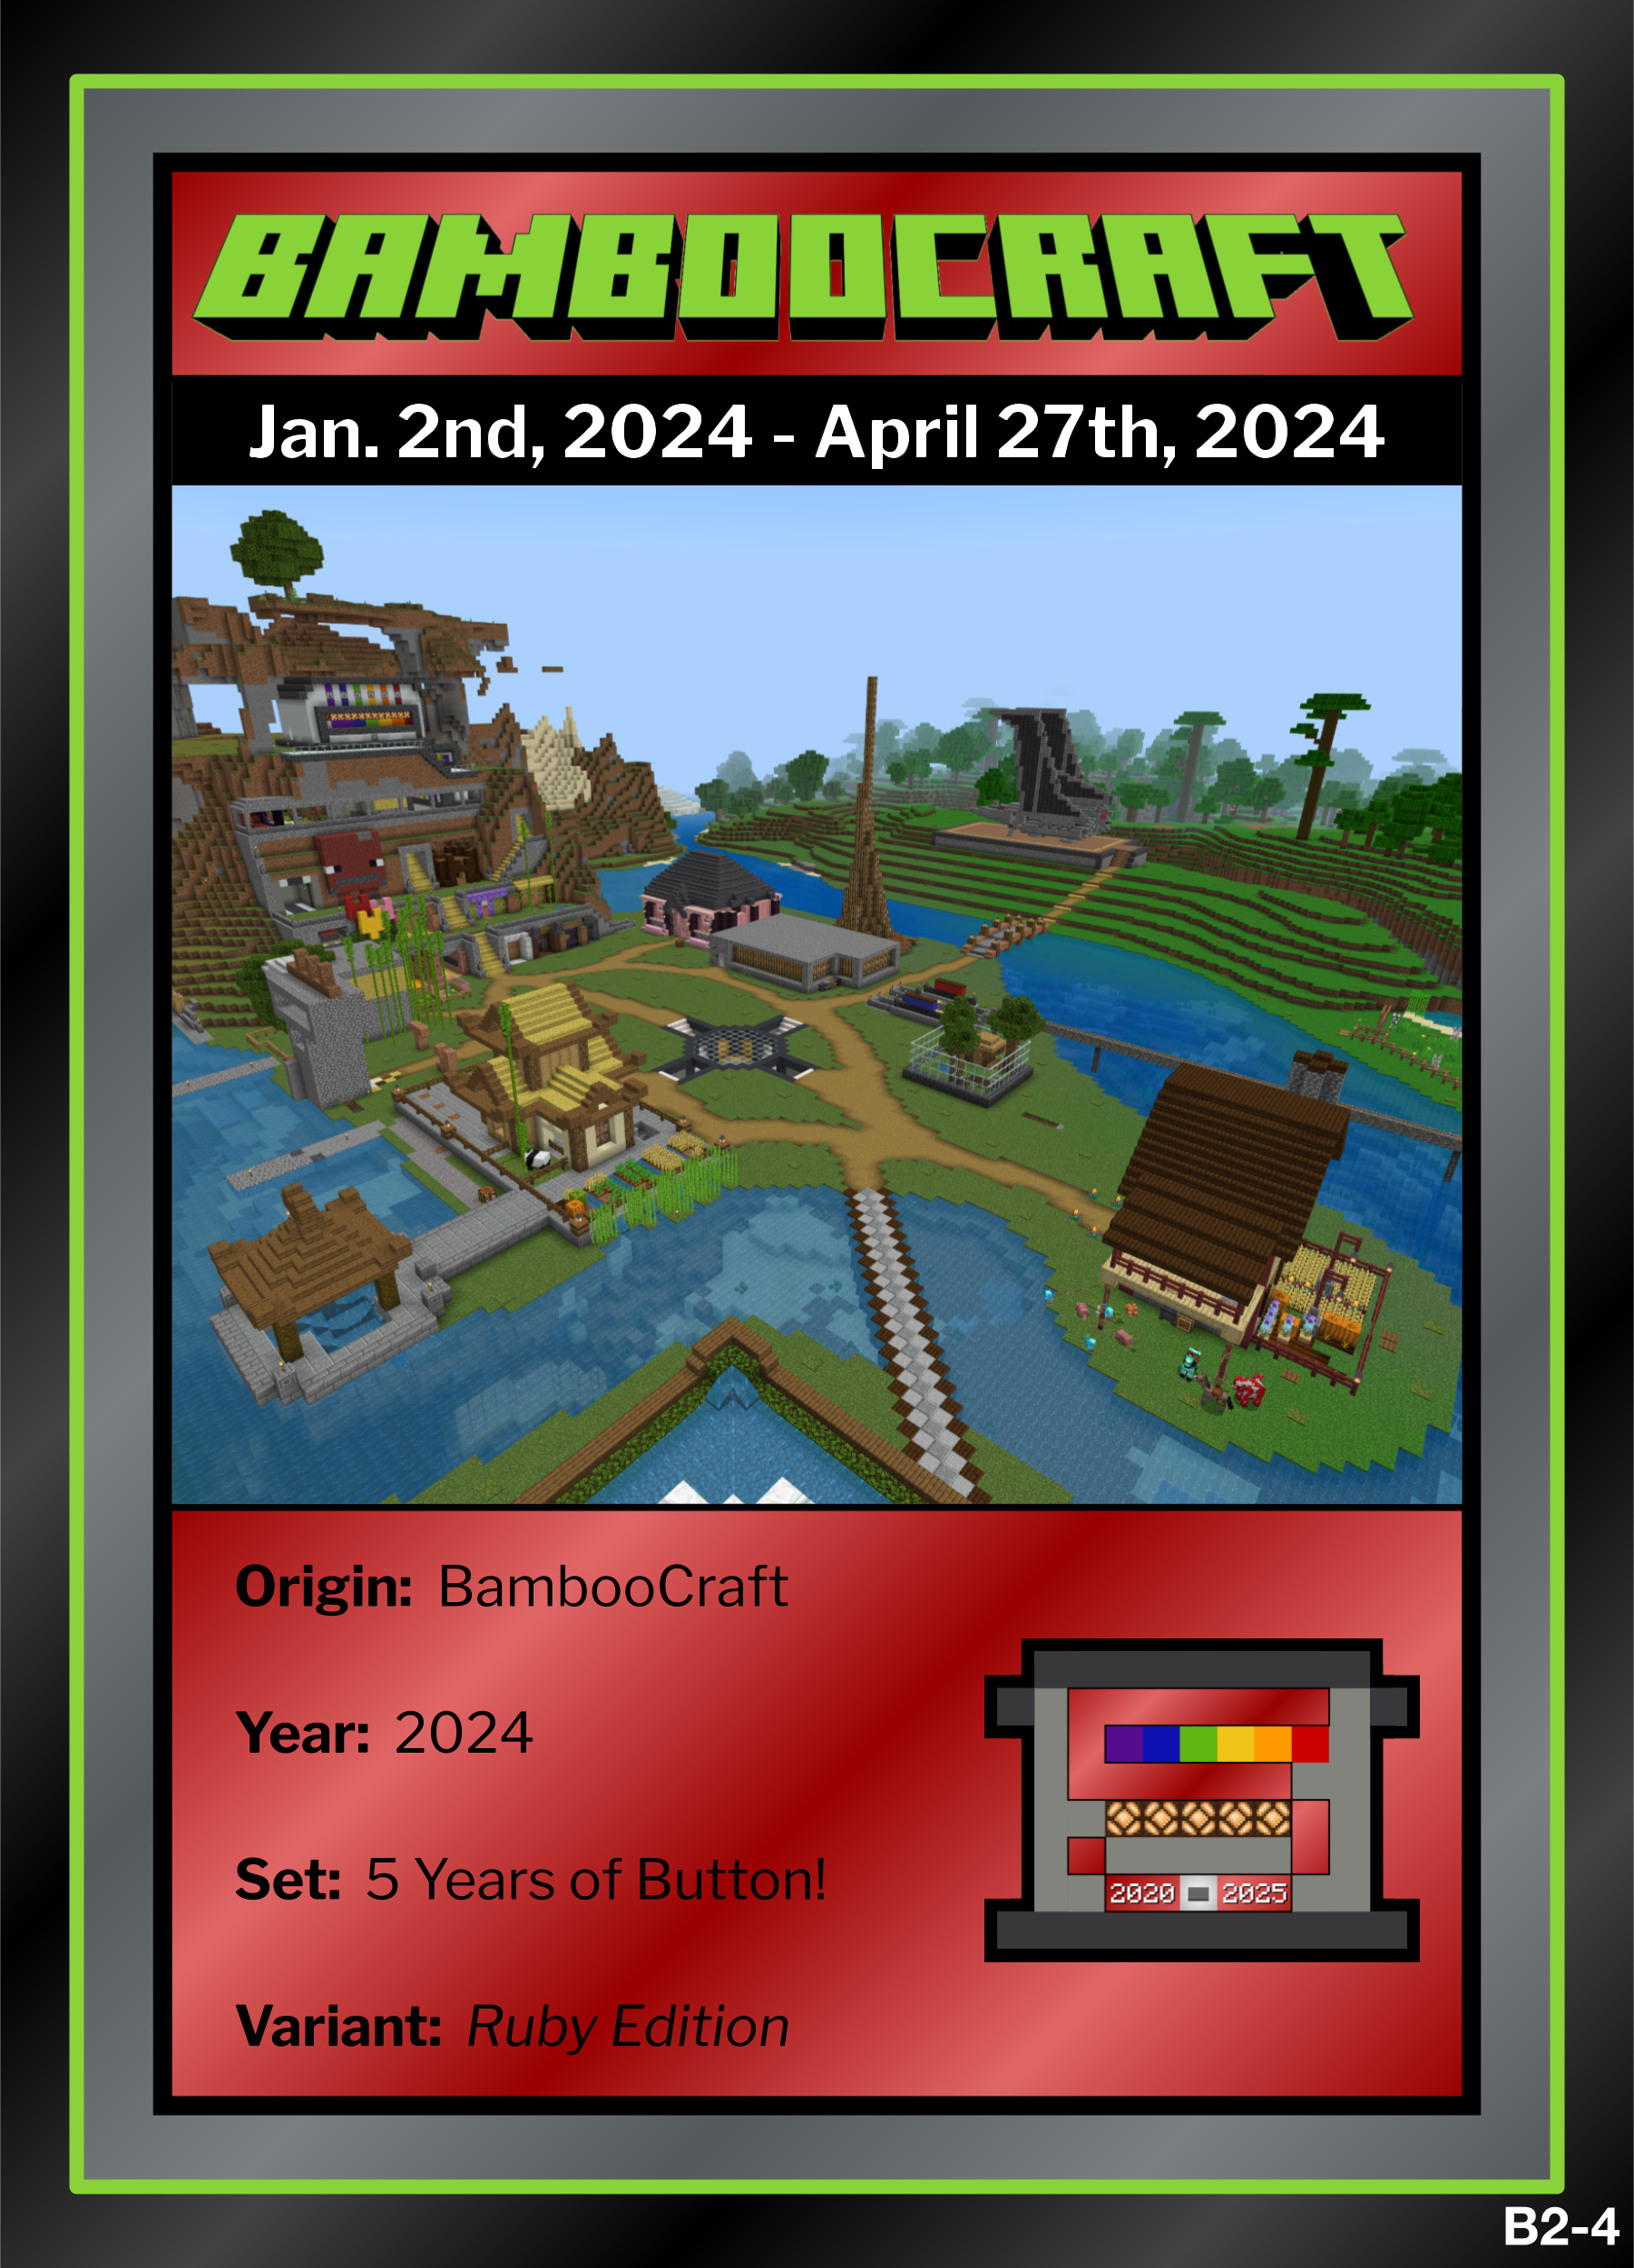 BAMBOOCRAFT
Jan. 2nd, 2024 - April 27th, 2024
Origin: BambooCraft
Year: 2024
Set: 5 Years of Button!
2020 2025
Variant: Ruby Edition
B2-4